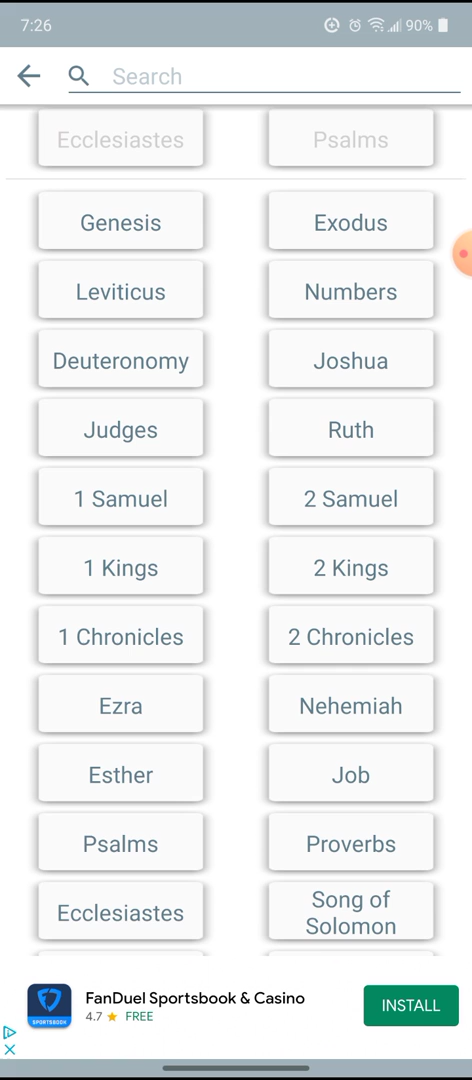 7:26
90%
Search
Ecclesiastes
Psalms
Genesis
Exodus
Leviticus
Numbers
Deuteronomy
Joshua
Judges
Ruth
1 Samuel
2 Samuel
1 Kings
2 Kings
1 Chronicles
2 Chronicles
Ezra
Nehemiah
Esther
Job
Psalms
Proverbs
Ecclesiastes
Song of
Solomon
SPORTSBOOK
FanDuel Sportsbook & Casino
4.7 ★ FREE
INSTALL